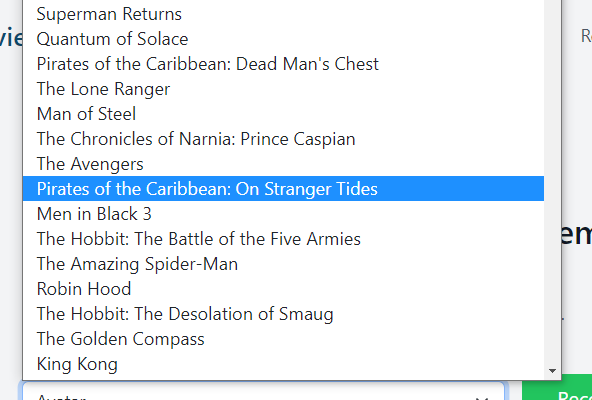 Superman Returns
Quantum of Solace
Pirates of the Caribbean: Dead Man's Chest
The Lone Ranger
Man of Steel
The Chronicles of Narnia: Prince Caspian
The Avengers
Pirates of the Caribbean: On Stranger Tides
Men in Black 3
The Hobbit: The Battle of the Five Armies
The Amazing Spider-Man
Robin Hood
The Hobbit: The Desolation of Smaug
The Golden Compass
King Kong
Avatar